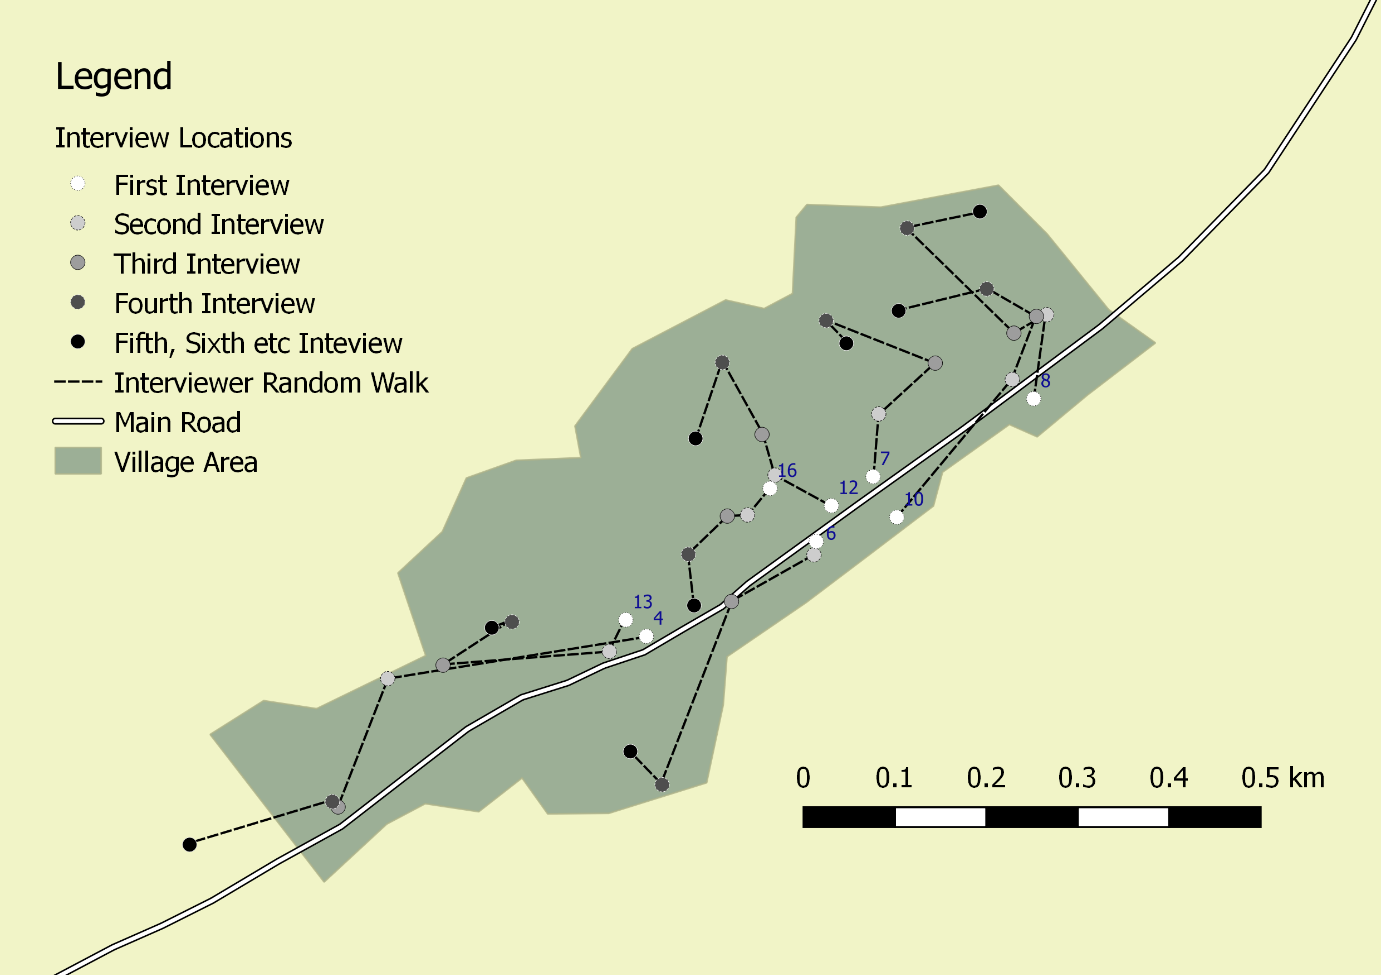 Legend
Interview Locations
First Interview
Second Interview
Third Interview
Fourth Interview
Fifth, Sixth etc Inteview
Interviewer Random Walk
Main Road
Village Area
8
7
16
12
10
6
13
4
0 0.1 0.2 0.3 0.4 0.5 km